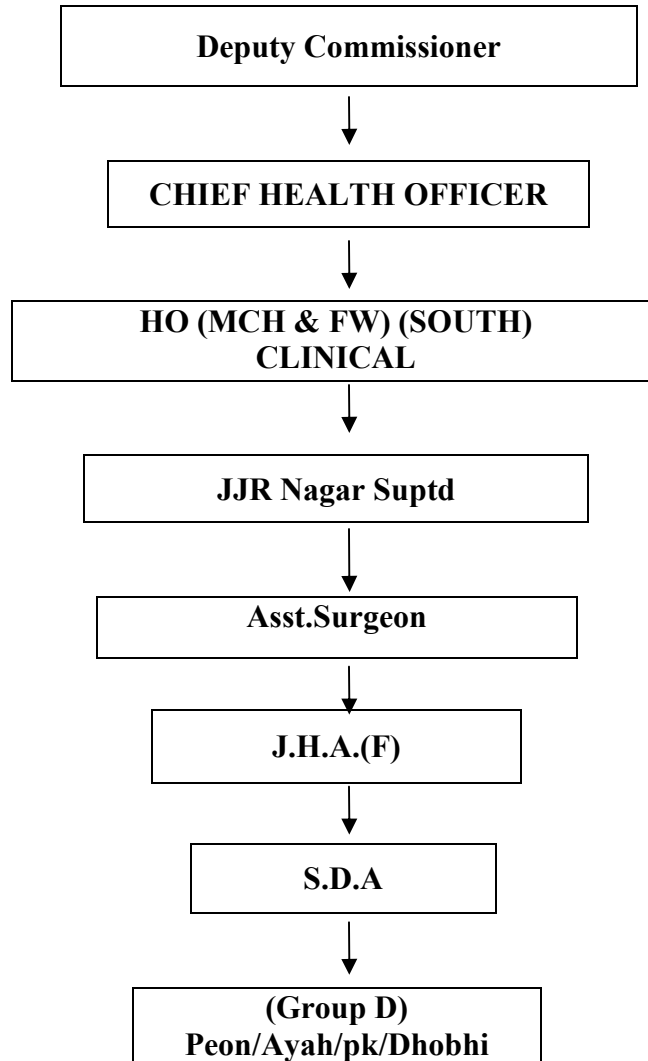 Deputy Commissioner
CHIEF HEALTH OFFICER
HO (MCH & FW) (SOUTH)
CLINICAL
JJR Nagar Suptd
Asst.Surgeon
J.H.A.(F)
S.D.A
(Group D)
Peon/Ayah/pk/Dhobhi